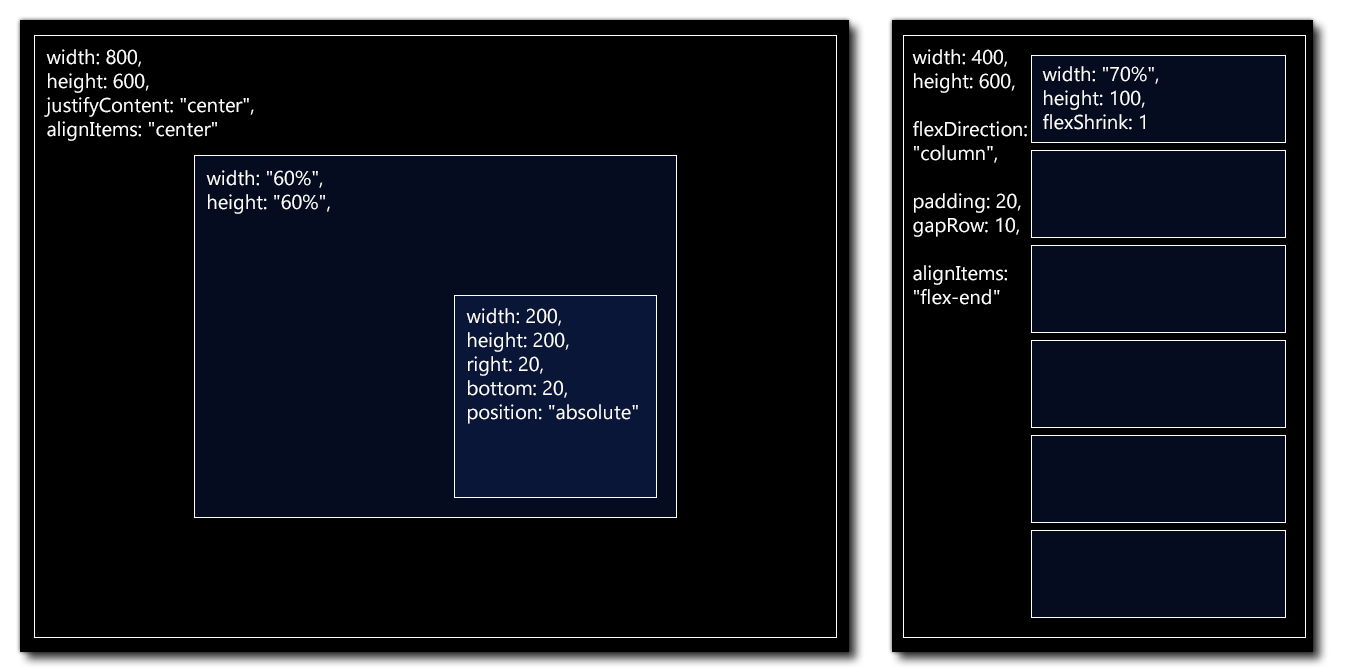 width: 800,
height: 600,
justifyContent: "center",
alignItems: "center"
width: "60%",
height: "60%",
width: 200,
height: 200,
right: 20,
bottom: 20,
position: "absolute"
width: 400,
height: 600,
flexDirection:
"column",
padding: 20,
gapRow: 10,
alignItems:
"flex-end"
width: "70%",
height: 100,
flexShrink: 1